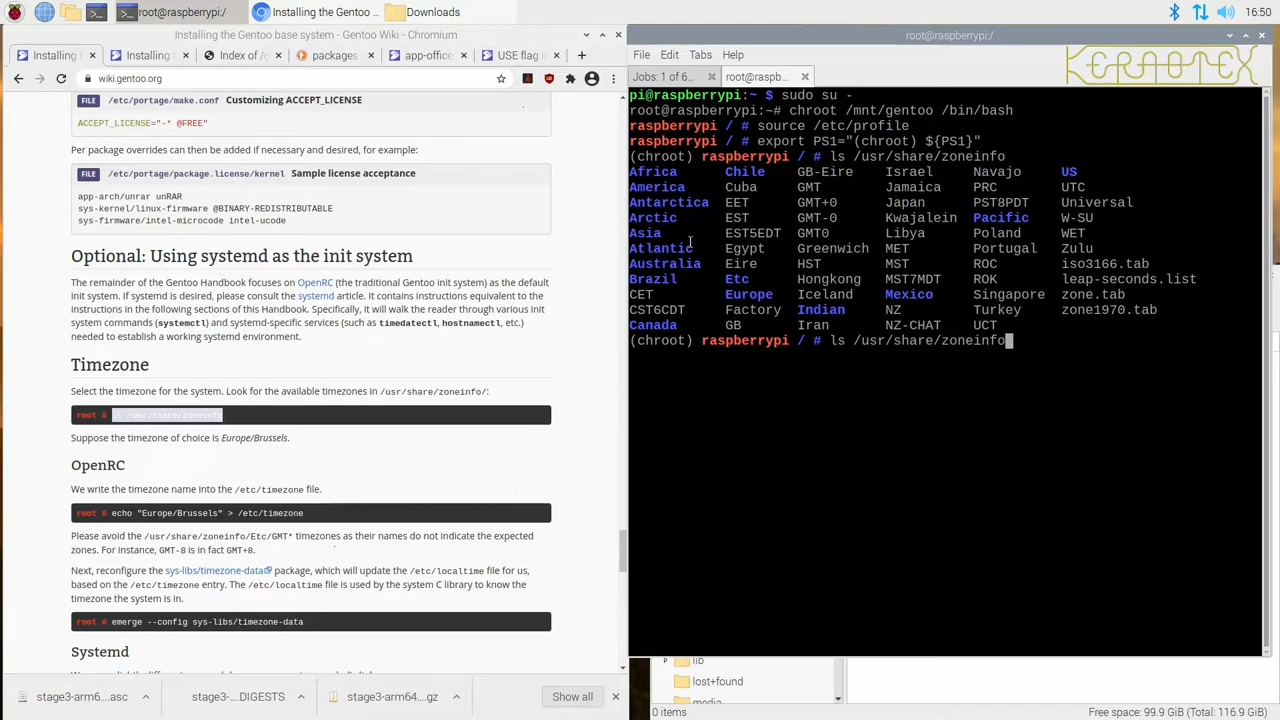 root@raspberrypi:/
Installing the Gentoo ...
Downloads
16:50
Installing the Gentoo base system - Gentoo Wiki - Chromium
Installing
Installing
Index of /
packages
app-office
USE flag in
wiki.gentoo.org
FILE /etc/portage/make.conf Customizing ACCEPT_LICENSE
ACCEPT_LICENSE="-* @FREE"
Per package overrides can then be added if necessary and desired, for example:
FILE /etc/portage/package.license/kernel Sample license acceptance
app-arch/unrar unRAR
sys-kernel/linux-firmware @BINARY-REDISTRIBUTABLE
sys-firmware/intel-microcode intel-ucode
Optional: Using systemd as the init system
The remainder of the Gentoo Handbook focuses on OpenRC (the traditional Gentoo init system) as the default
init system. If systemd is desired, please consult the systemd article. It contains instructions equivalent to the
instructions in the following sections of this Handbook. Specifically, it will walk the reader through various init
system commands (systemctl) and systemd-specific services (such as timedatectl, hostnamectl, etc.)
needed to establish a working systemd environment.
Timezone
Select the timezone for the system. Look for the available timezones in /usr/share/zoneinfo/:
root # ls /usr/share/zoneinfo
Suppose the timezone of choice is Europe/Brussels.
OpenRC
We write the timezone name into the /etc/timezone file.
root # echo "Europe/Brussels" > /etc/timezone
Please avoid the /usr/share/zoneinfo/Etc/GMT* timezones as their names do not indicate the expected
zones. For instance, GMT-8 is in fact GMT+8.
Next, reconfigure the sys-libs/timezone-data package, which will update the /etc/localtime file for us,
based on the /etc/timezone entry. The /etc/localtime file is used by the system C library to know the
timezone the system is in.
root # emerge --config sys-libs/timezone-data
Systemd
stage3-arm6....asc
stage3-....DIGESTS
stage3-arm64....gz
Show all
root@raspberrypi:/
File Edit Tabs Help
KERAOTEX
Jobs: 1 of 6...
root@raspb...
pi@raspberrypi:~ $ sudo su -
root@raspberrypi:~# chroot /mnt/gentoo /bin/bash
raspberrypi / # source /etc/profile
raspberrypi / # export PS1="(chroot) ${PS1}"
(chroot) raspberrypi / # ls /usr/share/zoneinfo
Africa Chile GB-Eire Israel Navajo US
America Cuba GMT Jamaica PRC UTC
Antarctica EET GMT+0 Japan PST8PDT Universal
Arctic EST GMT-0 Kwajalein Pacific W-SU
Asia EST5EDT GMT0 Libya Poland WET
Atlantic Egypt Greenwich MET Portugal Zulu
Australia Eire HST MST ROC iso3166.tab
Brazil Etc Hongkong MST7MDT ROK leap-seconds.list
CET Europe Iceland Mexico Singapore zone.tab
CST6CDT Factory Indian NZ Turkey zone1970.tab
Canada GB Iran NZ-CHAT UCT
(chroot) raspberrypi / # ls /usr/share/zoneinfo
lib
lost+found
media
0 items
Free space: 99.9 GiB (Total: 116.9 GiB)